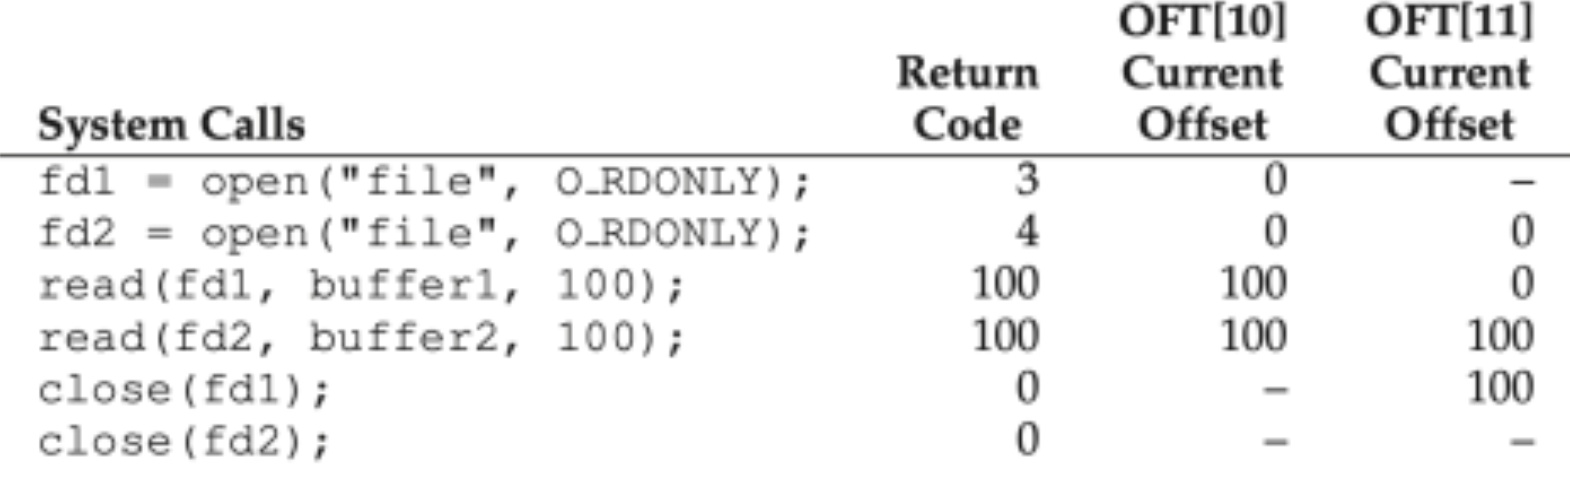 OFT[10] OFT[11]
Return Current Current
System Calls Code Offset Offset
fd1 = open("file", O_RDONLY); 3 0 –
fd2 = open("file", O_RDONLY); 4 0 0
read(fd1, buffer1, 100); 100 100 0
read(fd2, buffer2, 100); 100 100 100
close(fd1); 0 – 100
close(fd2); 0 – –